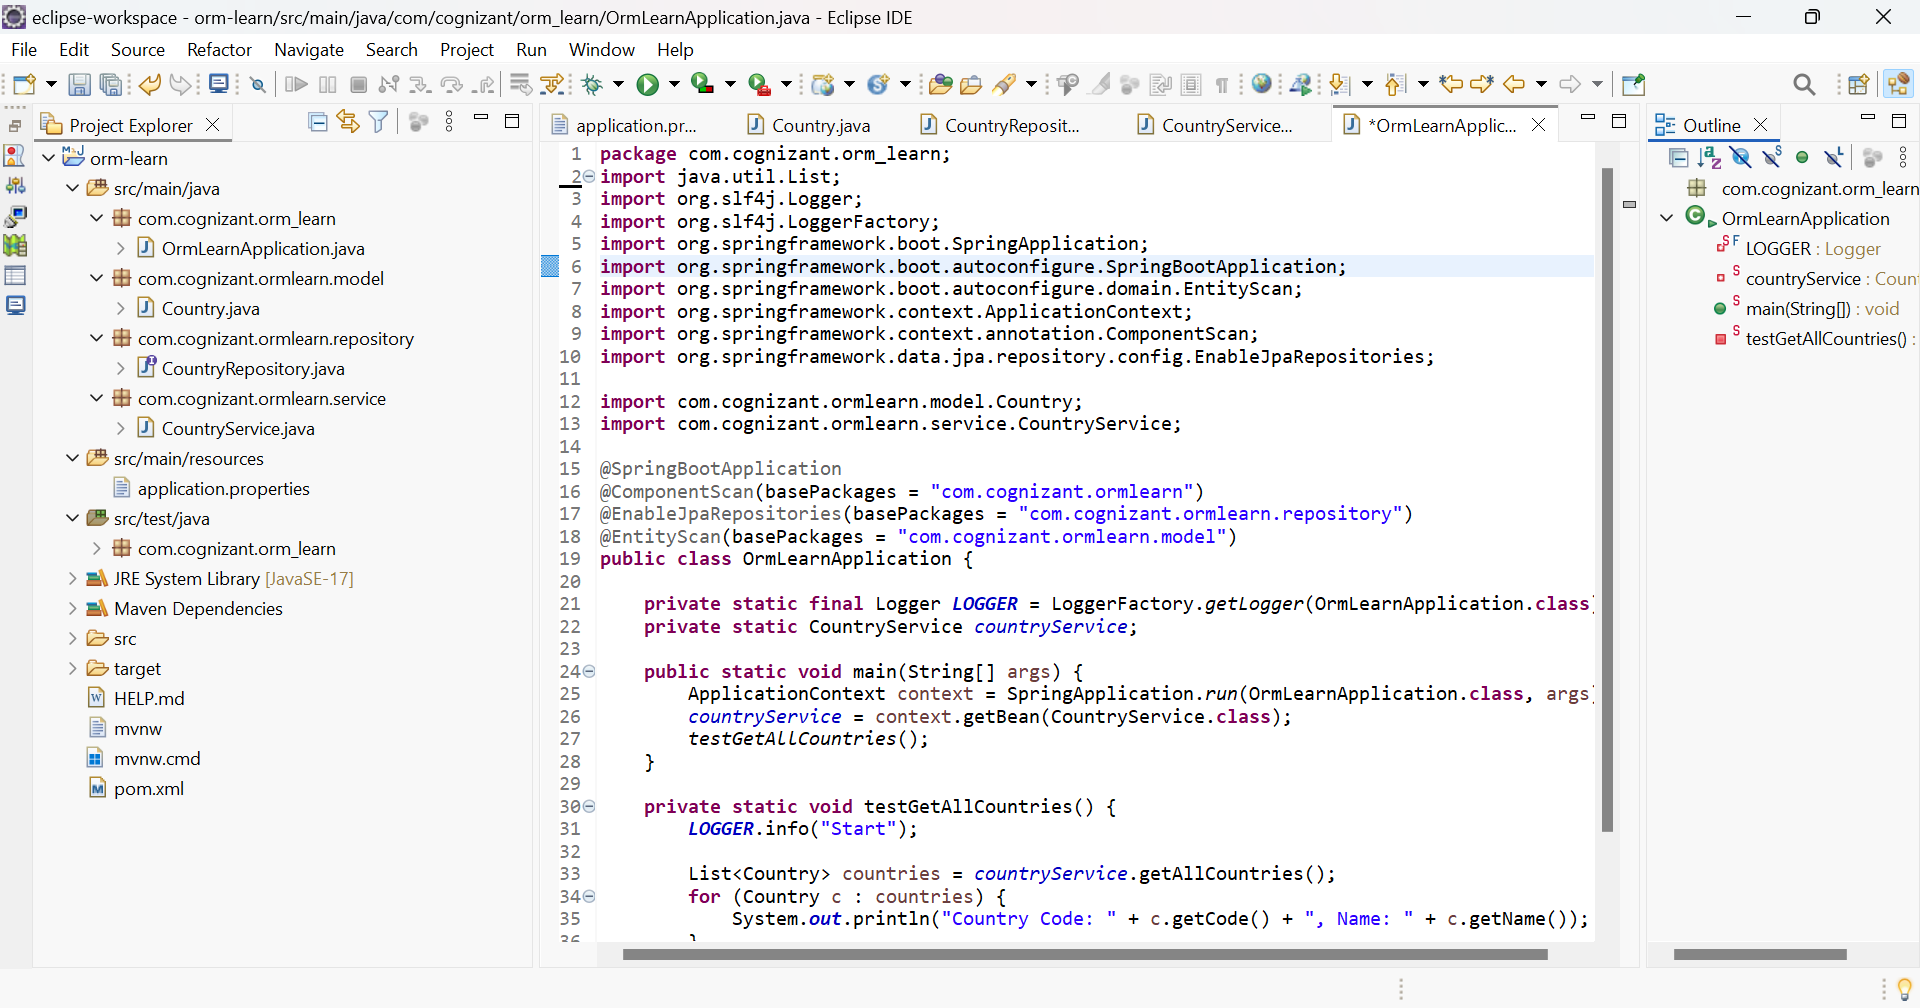 eclipse-workspace - orm-learn/src/main/java/com/cognizant/orm_learn/OrmLearnApplication.java - Eclipse IDE
File Edit Source Refactor Navigate Search Project Run Window Help
Project Explorer
orm-learn
src/main/java
com.cognizant.orm_learn
OrmLearnApplication.java
com.cognizant.ormlearn.model
Country.java
com.cognizant.ormlearn.repository
CountryRepository.java
com.cognizant.ormlearn.service
CountryService.java
src/main/resources
application.properties
src/test/java
com.cognizant.orm_learn
JRE System Library [JavaSE-17]
Maven Dependencies
src
target
HELP.md
mvnw
mvnw.cmd
pom.xml
application.pr... Country.java CountryReposit... CountryService... *OrmLearnApplic...
1 package com.cognizant.orm_learn;
2 import java.util.List;
3 import org.slf4j.Logger;
4 import org.slf4j.LoggerFactory;
5 import org.springframework.boot.SpringApplication;
6 import org.springframework.boot.autoconfigure.SpringBootApplication;
7 import org.springframework.boot.autoconfigure.domain.EntityScan;
8 import org.springframework.context.ApplicationContext;
9 import org.springframework.context.annotation.ComponentScan;
10 import org.springframework.data.jpa.repository.config.EnableJpaRepositories;
11
12 import com.cognizant.ormlearn.model.Country;
13 import com.cognizant.ormlearn.service.CountryService;
14
15 @SpringBootApplication
16 @ComponentScan(basePackages = "com.cognizant.ormlearn")
17 @EnableJpaRepositories(basePackages = "com.cognizant.ormlearn.repository")
18 @EntityScan(basePackages = "com.cognizant.ormlearn.model")
19 public class OrmLearnApplication {
20
21 private static final Logger LOGGER = LoggerFactory.getLogger(OrmLearnApplication.class)
22 private static CountryService countryService;
23
24 public static void main(String[] args) {
25 ApplicationContext context = SpringApplication.run(OrmLearnApplication.class, args)
26 countryService = context.getBean(CountryService.class);
27 testGetAllCountries();
28 }
29
30 private static void testGetAllCountries() {
31 LOGGER.info("Start");
32
33 List<Country> countries = countryService.getAllCountries();
34 for (Country c : countries) {
35 System.out.println("Country Code: " + c.getCode() + ", Name: " + c.getName());
36 }
Outline
com.cognizant.orm_learn
OrmLearnApplication
LOGGER : Logger
countryService : Coun
main(String[]) : void
testGetAllCountries() :